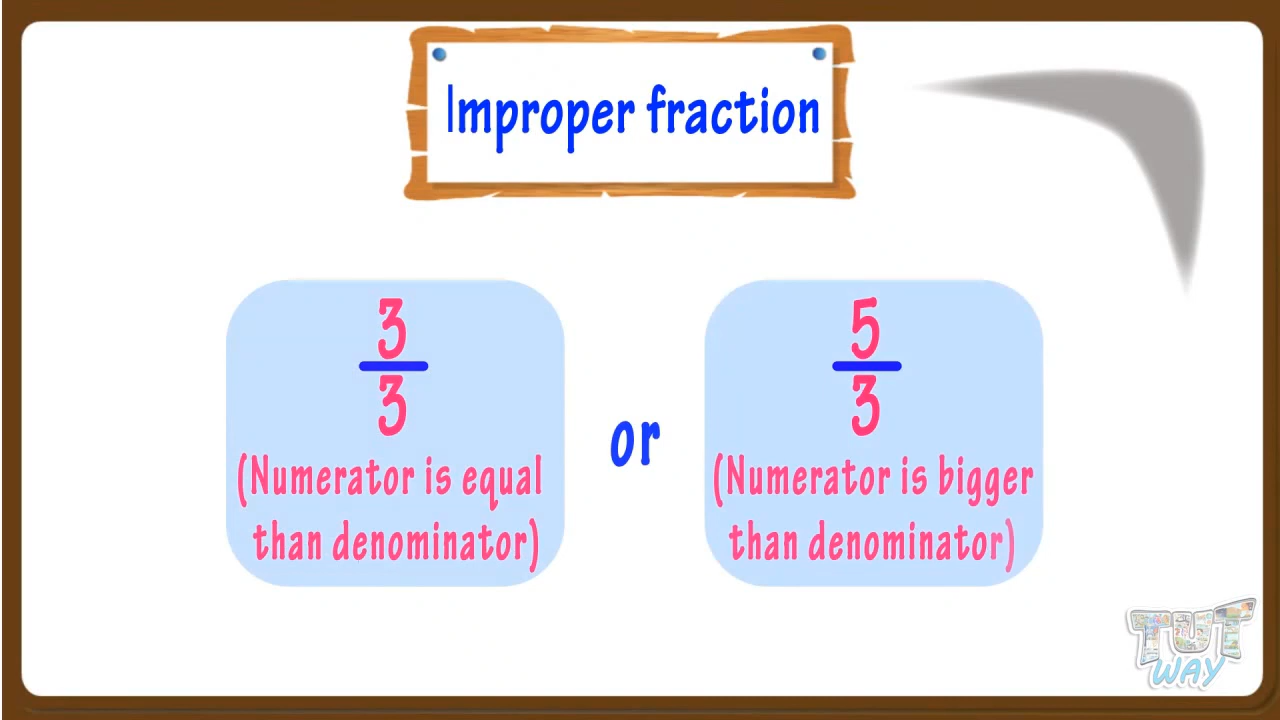 Improper fraction
3
3
(Numerator is equal
than denominator)
or
5
3
(Numerator is bigger
than denominator)
TUT
WAY